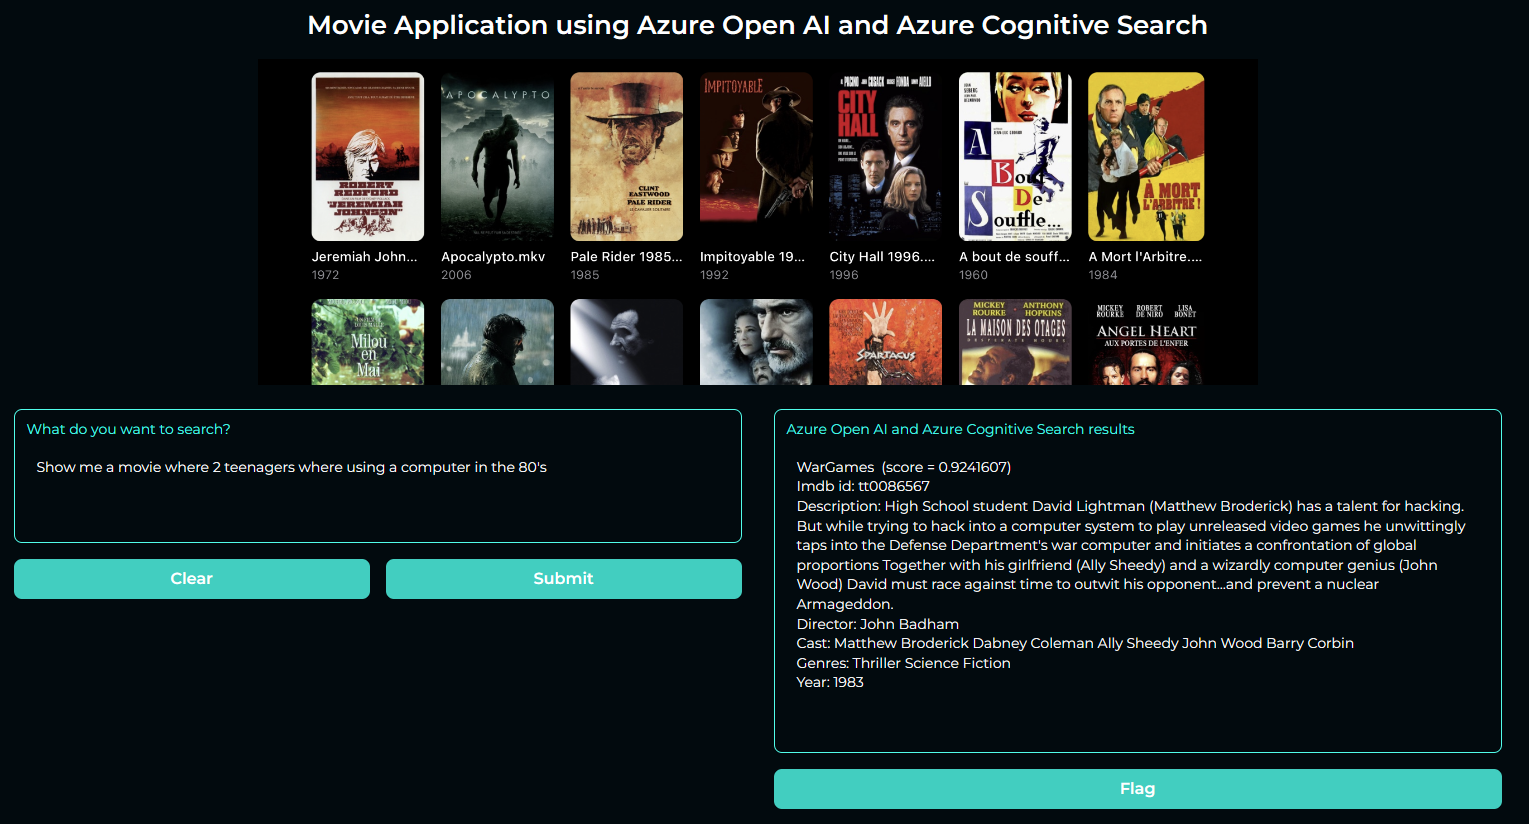 Movie Application using Azure Open AI and Azure Cognitive Search
ROBERT
REDFORD
"JEREMIAH
JOHNSON"
APOCALYPTO
CLINT
EASTWOOD
PALE RIDER
LE CAVALIER SOLITAIRE
IMPITOYABLE
AL PACINO JOHN CUSACK BRIDGET FONDA DANNY AIELLO
CITY
HALL
A
Bout
De
Souffle...
À MORT
L'ARBITRE !
Jeremiah John...
Apocalypto.mkv
Pale Rider 1985...
Impitoyable 19...
City Hall 1996....
A bout de souff...
A Mort l'Arbitre....
1972
2006
1985
1992
1996
1960
1984
Milou
en
Mai
SPARTACUS
MICKEY ROURKE
ANTHONY HOPKINS
LA MAISON DES OTAGES
DESPERATE HOURS
MICKEY ROURKE
ROBERT DE NIRO
LISA BONET
ANGEL HEART
AUX PORTES DE L'ENFER
What do you want to search?
Show me a movie where 2 teenagers where using a computer in the 80's
Clear
Submit
Azure Open AI and Azure Cognitive Search results
WarGames (score = 0.9241607)
Imdb id: tt0086567
Description: High School student David Lightman (Matthew Broderick) has a talent for hacking.
But while trying to hack into a computer system to play unreleased video games he unwittingly
taps into the Defense Department's war computer and initiates a confrontation of global
proportions Together with his girlfriend (Ally Sheedy) and a wizardly computer genius (John
Wood) David must race against time to outwit his opponent...and prevent a nuclear
Armageddon.
Director: John Badham
Cast: Matthew Broderick Dabney Coleman Ally Sheedy John Wood Barry Corbin
Genres: Thriller Science Fiction
Year: 1983
Flag